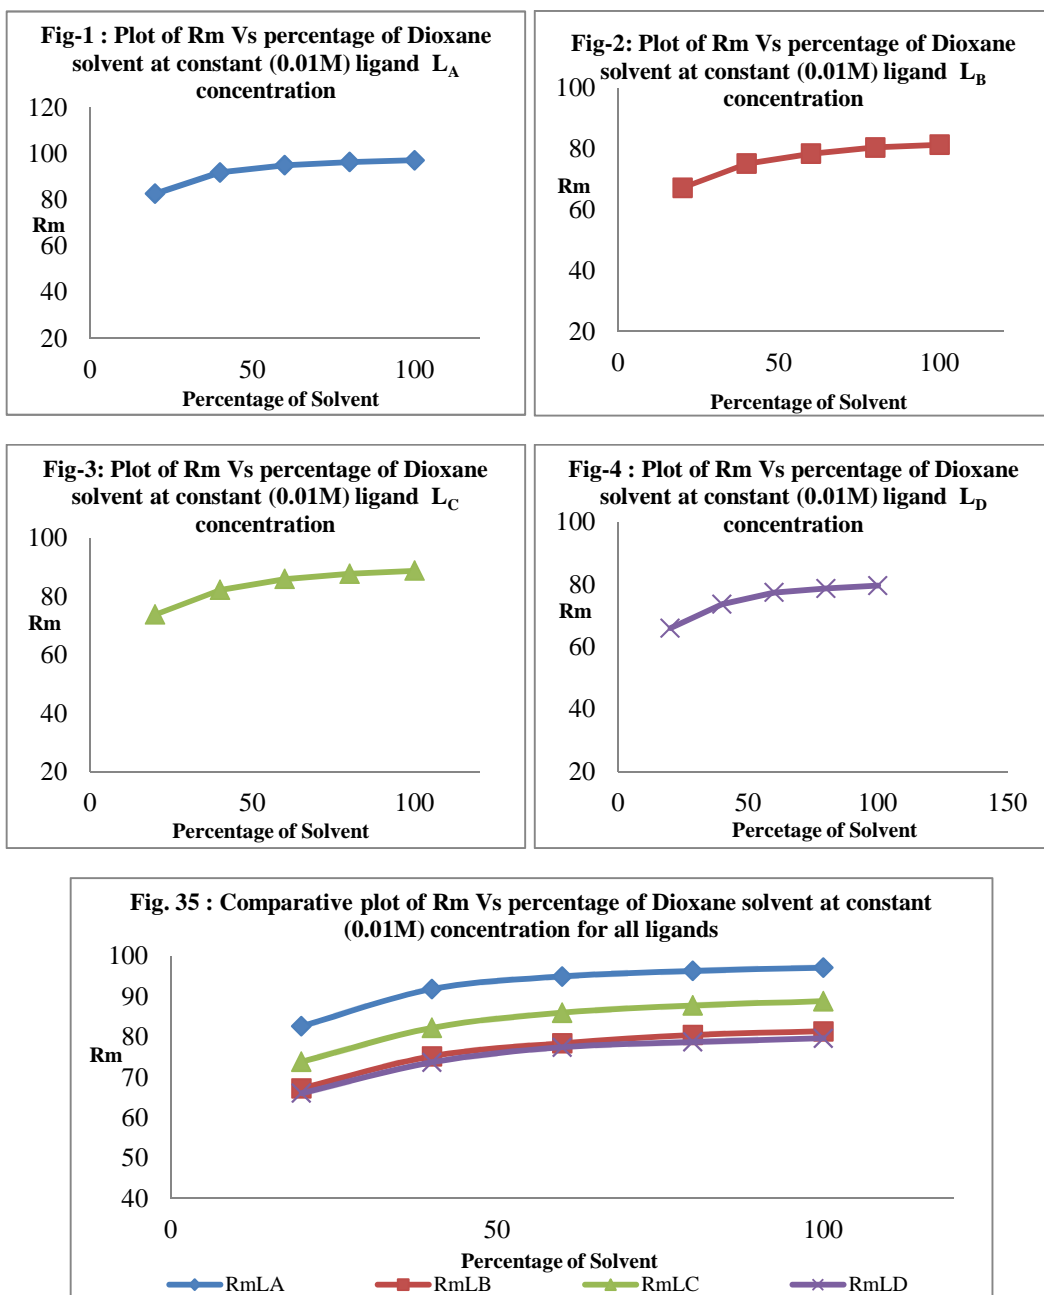 Fig-1 : Plot of Rm Vs percentage of Dioxane
solvent at constant (0.01M) ligand LA
concentration
120
100
80
Rm
60
40
20
0 50 100
Percentage of Solvent
Fig-2: Plot of Rm Vs percentage of Dioxane
solvent at constant (0.01M) ligand LB
concentration
100
80
Rm
60
40
20
0 50 100
Percentage of Solvent
Fig-3: Plot of Rm Vs percentage of Dioxane
solvent at constant (0.01M) ligand LC
concentration
100
80
Rm
60
40
20
0 50 100
Percentage of Solvent
Fig-4 : Plot of Rm Vs percentage of Dioxane
solvent at constant (0.01M) ligand LD
concentration
100
80
Rm
60
40
20
0 50 100 150
Percetage of Solvent
Fig. 35 : Comparative plot of Rm Vs percentage of Dioxane solvent at constant
(0.01M) concentration for all ligands
100
90
80
Rm
70
60
50
40
0 50 100
Percentage of Solvent
RmLA RmLB RmLC RmLD